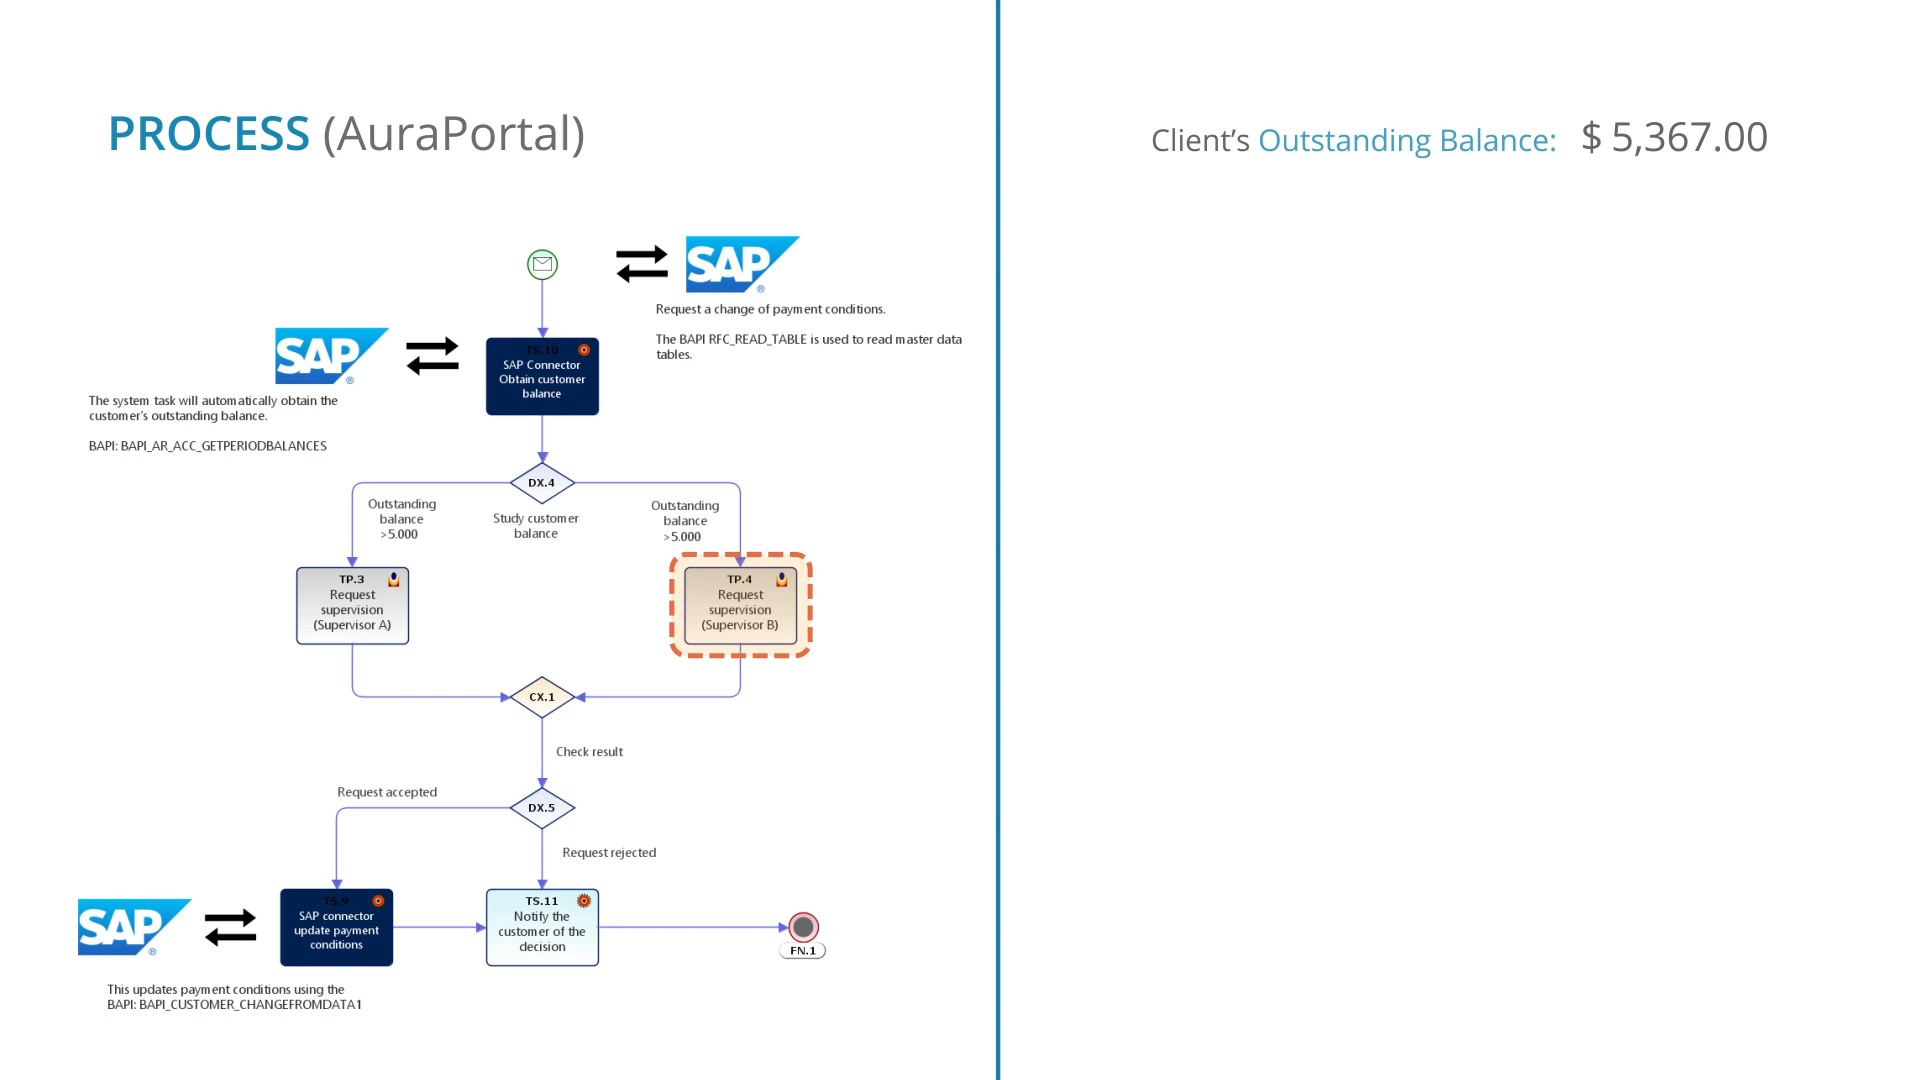 PROCESS (AuraPortal)
Client's Outstanding Balance: $ 5,367.00
SAP
®
Request a change of payment conditions.
The BAPI RFC_READ_TABLE is used to read master data
tables.
SAP
®
The system task will automatically obtain the
customer's outstanding balance.
BAPI: BAPI_AR_ACC_GETPERIODBALANCES
TS.10
SAP Connector
Obtain customer
balance
DX.4
Study customer
balance
Outstanding
balance
>5.000
Outstanding
balance
>5.000
TP.3
Request
supervision
(Supervisor A)
TP.4
Request
supervision
(Supervisor B)
CX.1
Check result
DX.5
Request accepted
Request rejected
SAP
®
TS.9
SAP connector
update payment
conditions
TS.11
Notify the
customer of the
decision
FN.1
This updates payment conditions using the
BAPI: BAPI_CUSTOMER_CHANGEFROMDATA1